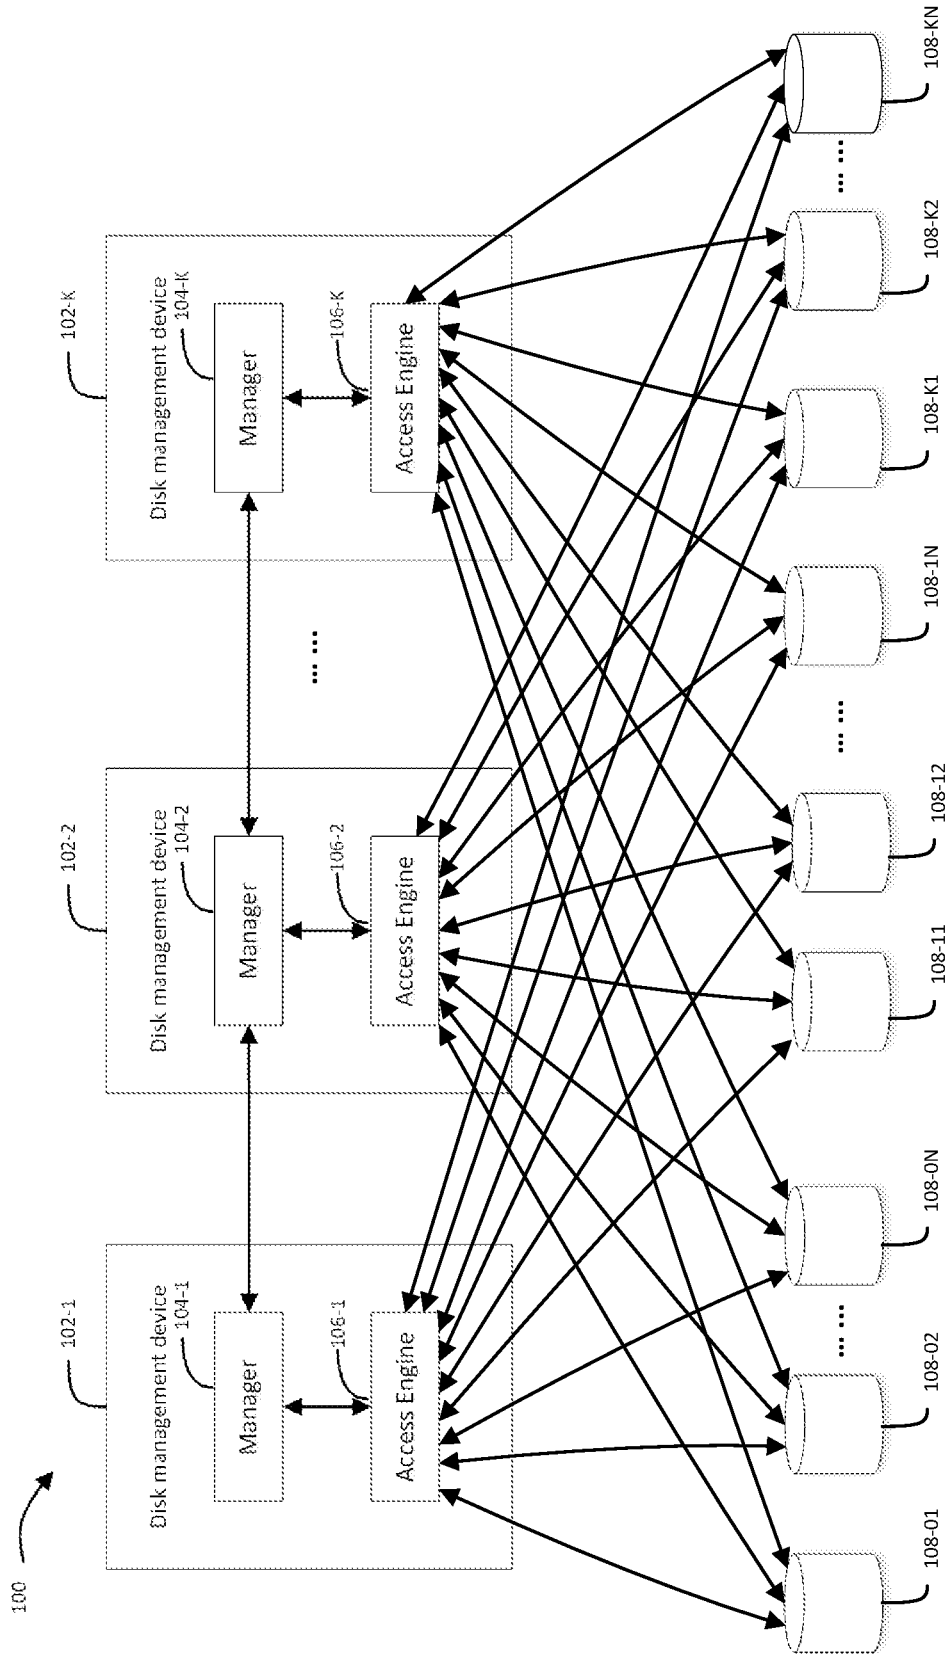 100
102-1
102-2
102-K
Disk management device
104-1
Manager
106-1
Access Engine
Disk management device
104-2
Manager
106-2
Access Engine
... ...
Disk management device
104-K
Manager
106-K
Access Engine
... ...
... ...
... ...
108-01
108-02
108-0N
108-11
108-12
108-1N
108-K1
108-K2
108-KN